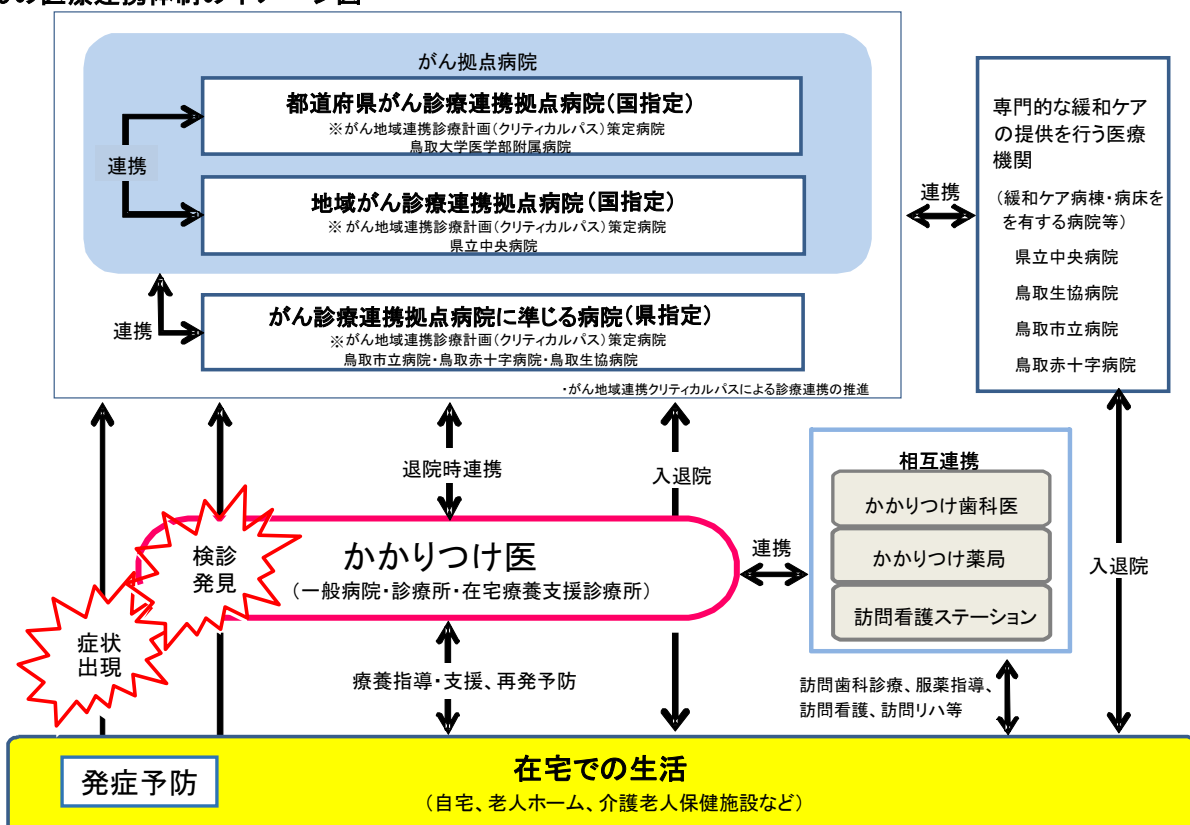 の医療連携体制のイメージ図
がん拠点病院
都道府県がん診療連携拠点病院（国指定）
※がん地域連携診療計画（クリティカルパス）策定病院
鳥取大学医学部附属病院
連携
地域がん診療連携拠点病院（国指定）
※がん地域連携診療計画（クリティカルパス）策定病院
県立中央病院
連携
がん診療連携拠点病院に準じる病院（県指定）
※がん地域連携診療計画（クリティカルパス）策定病院
鳥取市立病院・鳥取赤十字病院・鳥取生協病院
・がん地域連携クリティカルパスによる診療連携の推進
連携
専門的な緩和ケア
の提供を行う医療
機関
（緩和ケア病棟・病床を
を有する病院等）
県立中央病院
鳥取生協病院
鳥取市立病院
鳥取赤十字病院
退院時連携
入退院
相互連携
かかりつけ歯科医
かかりつけ薬局
訪問看護ステーション
検診
発見
かかりつけ医
（一般病院・診療所・在宅療養支援診療所）
連携
入退院
症状
出現
療養指導・支援、再発予防
訪問歯科診療、服薬指導、
訪問看護、訪問リハ等
発症予防
在宅での生活
（自宅、老人ホーム、介護老人保健施設など）